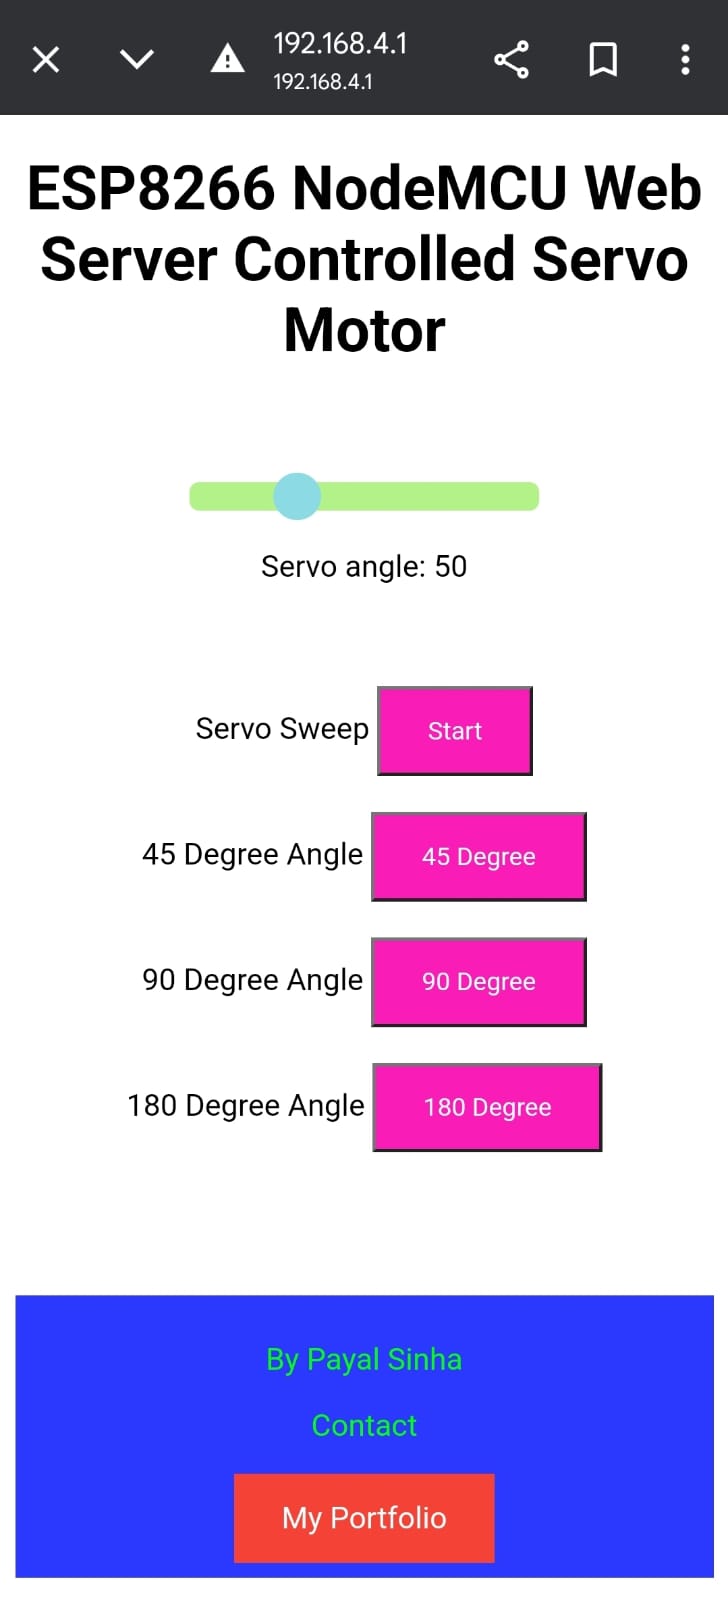 192.168.4.1
192.168.4.1
ESP8266 NodeMCU Web
Server Controlled Servo
Motor
Servo angle: 50
Servo Sweep Start
45 Degree Angle 45 Degree
90 Degree Angle 90 Degree
180 Degree Angle 180 Degree
By Payal Sinha
Contact
My Portfolio